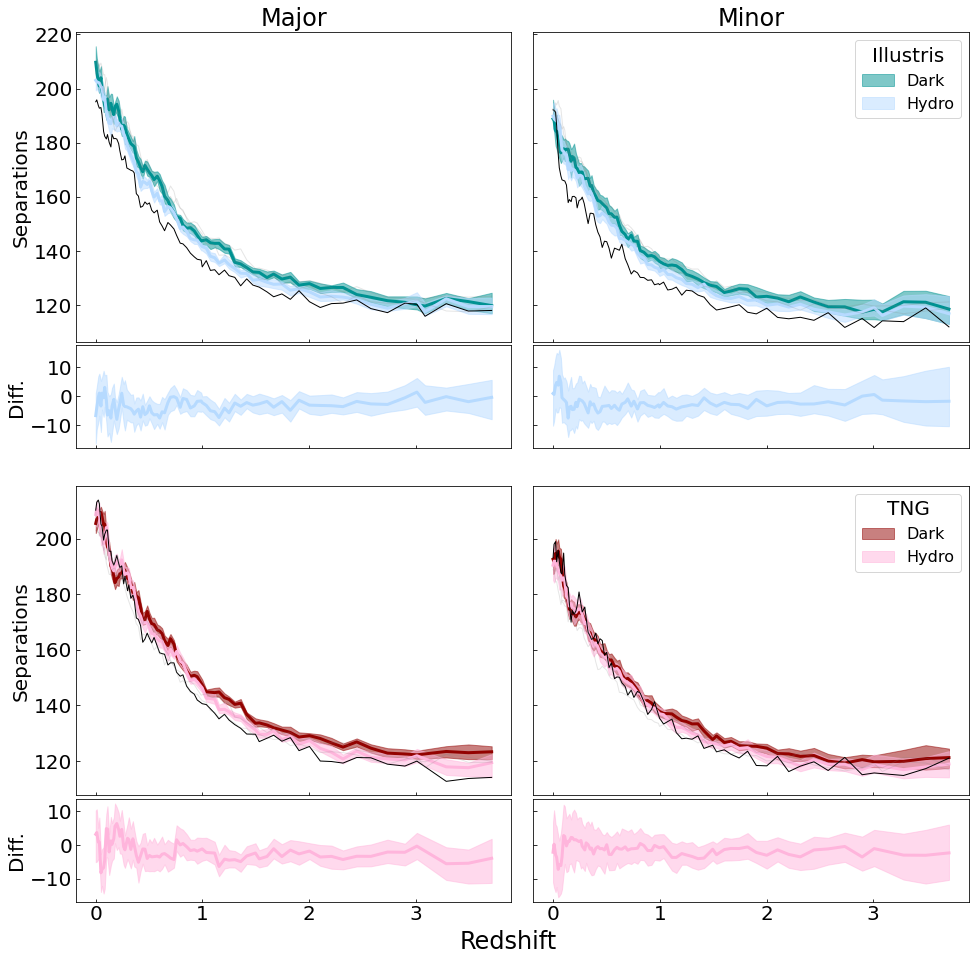 Major
Minor
220
200
180
160
140
120
Separations
Illustris
Dark
Hydro
10
0
−10
Diff.
200
180
160
140
120
Separations
TNG
Dark
Hydro
10
0
−10
Diff.
0 1 2 3
0 1 2 3
Redshift